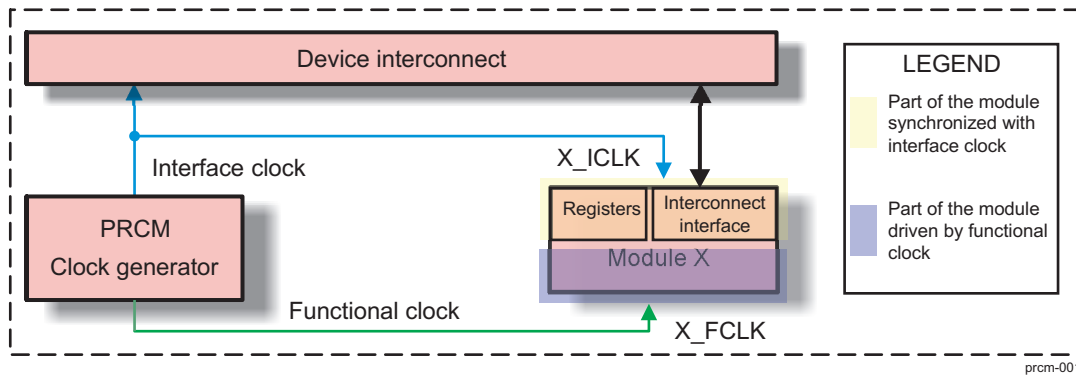 Device interconnect
LEGEND
Part of the module
synchronized with
interface clock
Part of the module
driven by functional
clock
Interface clock
X_ICLK
PRCM
Clock generator
Registers
Interconnect
interface
Module X
Functional clock
X_FCLK
prcm-001